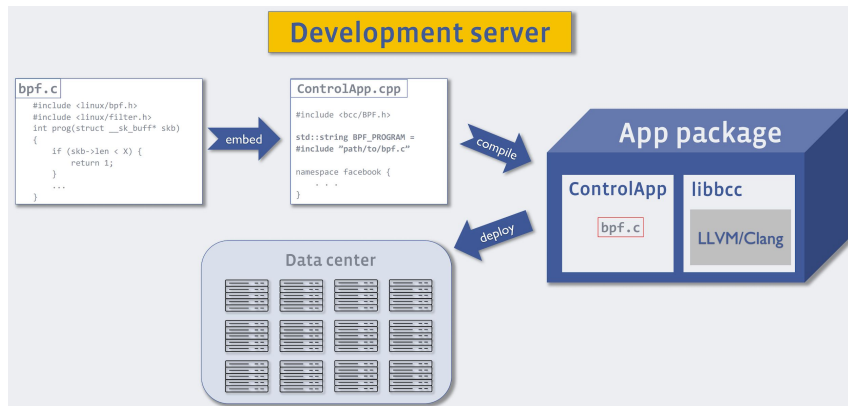 Development server
bpf.c
#include <linux/bpf.h>
#include <linux/filter.h>
int prog(struct __sk_buff* skb)
{
if (skb->len < X) {
return 1;
}
...
}
embed
ControlApp.cpp
#include <bcc/BPF.h>
std::string BPF_PROGRAM =
#include “path/to/bpf.c”
namespace facebook {
. . .
}
compile
App package
ControlApp
bpf.c
libbcc
LLVM/Clang
deploy
Data center